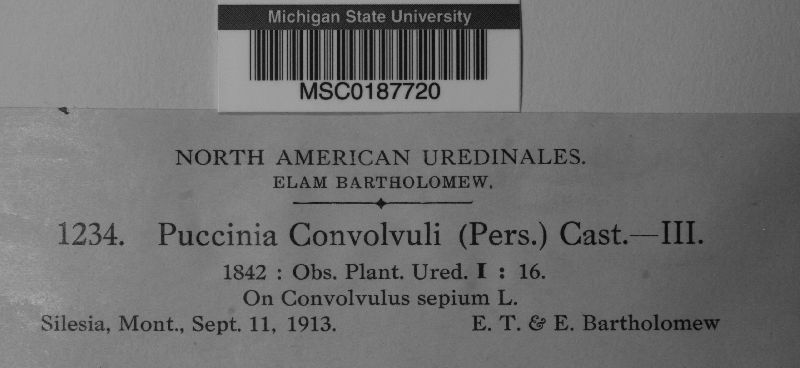 Michigan State University
MSC0187720
NORTH AMERICAN UREDINALES.
ELAM BARTHOLOMEW.
1234. Puccinia Convolvuli (Pers.) Cast.—III.
1842 : Obs. Plant. Ured. I : 16.
On Convolvulus sepium L.
Silesia, Mont., Sept. 11, 1913. E. T. & E. Bartholomew